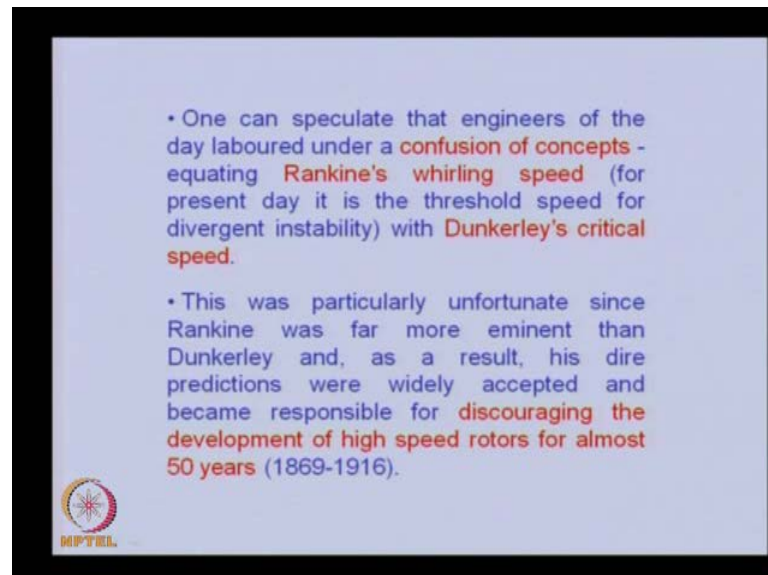 • One can speculate that engineers of the
day laboured under a confusion of concepts -
equating Rankine's whirling speed (for
present day it is the threshold speed for
divergent instability) with Dunkerley's critical
speed.
• This was particularly unfortunate since
Rankine was far more eminent than
Dunkerley and, as a result, his dire
predictions were widely accepted and
became responsible for discouraging the
development of high speed rotors for almost
50 years (1869-1916).
NPTEL